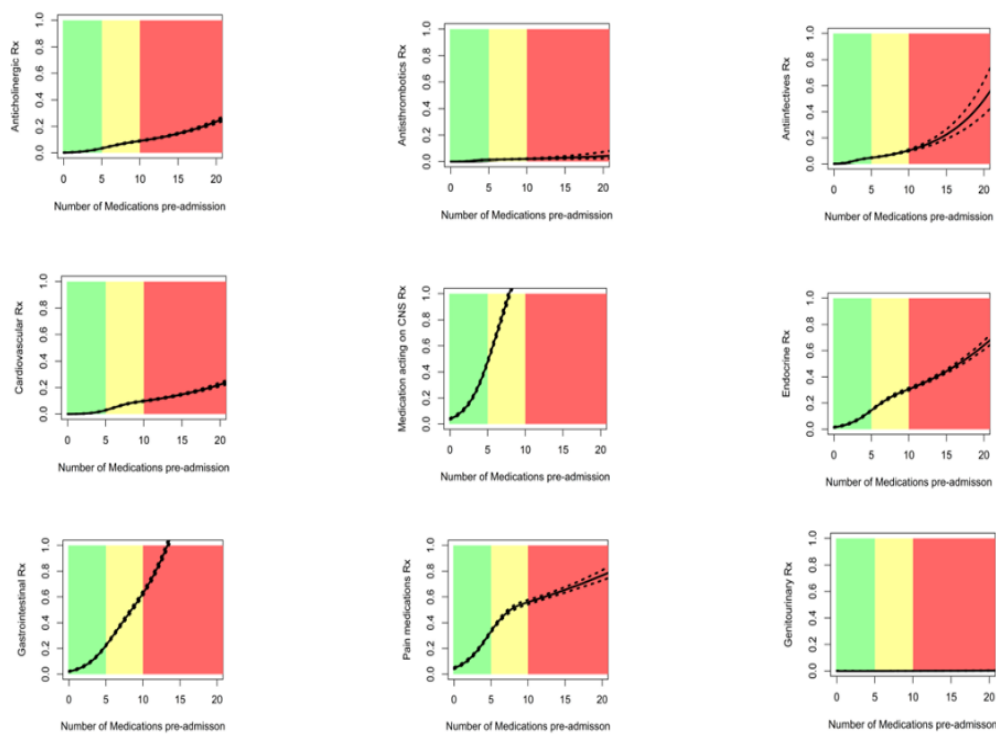 Anticholinergic Rx
0.0 0.2 0.4 0.6 0.8 1.0
0 5 10 15 20
Number of Medications pre-admission
Antisthrombotics Rx
0.0 0.2 0.4 0.6 0.8 1.0
0 5 10 15 20
Number of Medications pre-admission
Antiinfectives Rx
0.0 0.2 0.4 0.6 0.8 1.0
0 5 10 15 20
Number of Medications pre-admission
Cardiovascular Rx
0.0 0.2 0.4 0.6 0.8 1.0
0 5 10 15 20
Number of Medications pre-admission
Medication acting on CNS Rx
0.0 0.2 0.4 0.6 0.8 1.0
0 5 10 15 20
Number of Medications pre-admission
Endocrine Rx
0.0 0.2 0.4 0.6 0.8 1.0
0 5 10 15 20
Number of Medications pre-admisson
Gastrointestinal Rx
0.0 0.2 0.4 0.6 0.8 1.0
0 5 10 15 20
Number of Medications pre-admisson
Pain medications Rx
0.0 0.2 0.4 0.6 0.8 1.0
0 5 10 15 20
Number of Medications pre-admisson
Genitourinary Rx
0.0 0.2 0.4 0.6 0.8 1.0
0 5 10 15 20
Number of Medications pre-admission